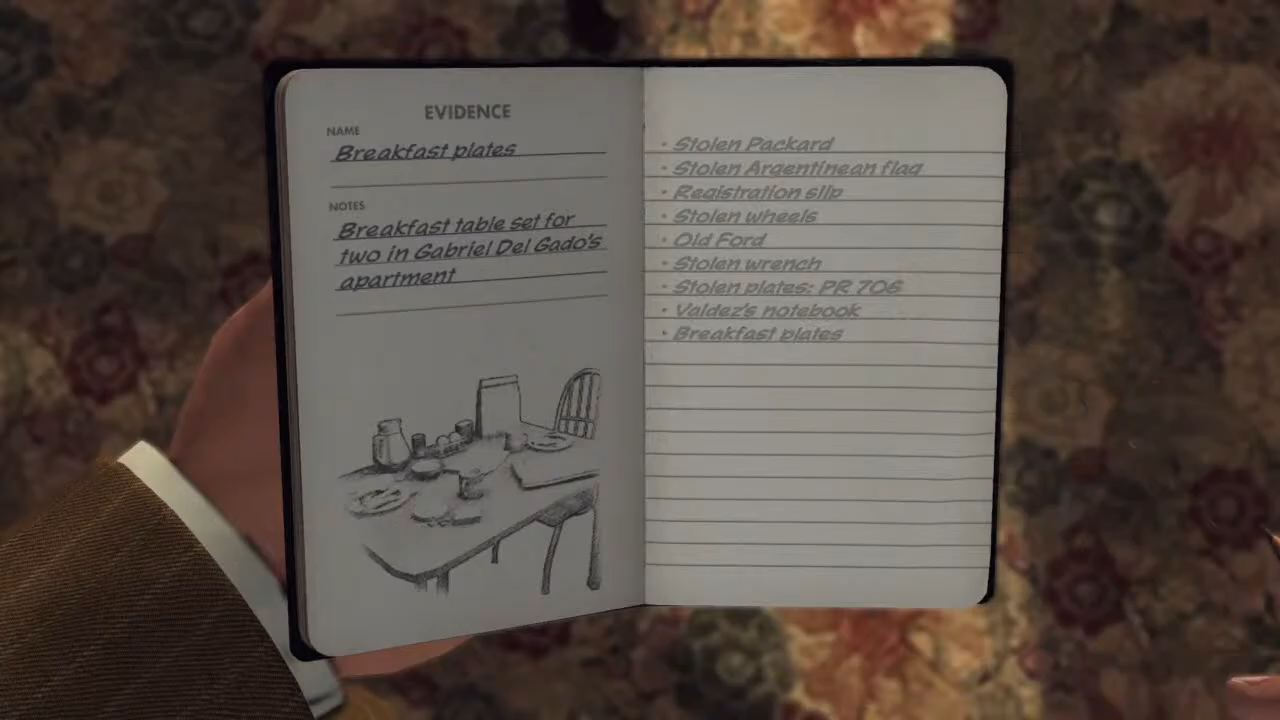 EVIDENCE
NAME
Breakfast plates
NOTES
Breakfast table set for
two in Gabriel Del Gado's
apartment
• Stolen Packard
• Stolen Argentinean flag
• Registration slip
• Stolen wheels
• Old Ford
• Stolen wrench
• Stolen plates: PR 706
• Valdez's notebook
• Breakfast plates